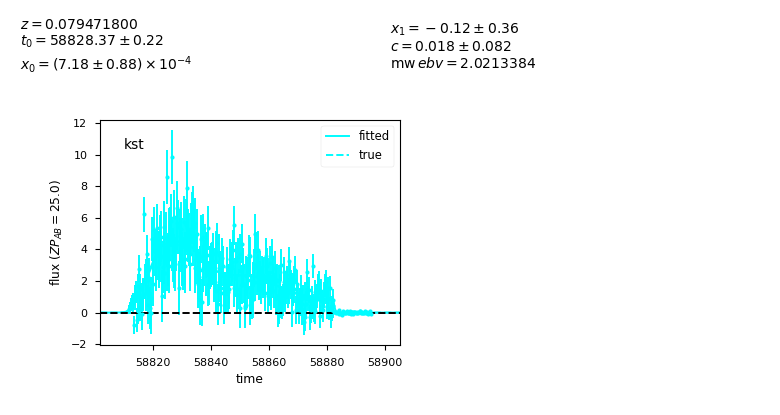 z = 0.079471800
t₀ = 58828.37 ± 0.22
x₀ = (7.18 ± 0.88) × 10⁻⁴
x₁ = −0.12 ± 0.36
c = 0.018 ± 0.082
mw ebv = 2.0213384
kst
fitted
true
flux (ZP_AB = 25.0)
12
10
8
6
4
2
0
−2
58820 58840 58860 58880 58900
time